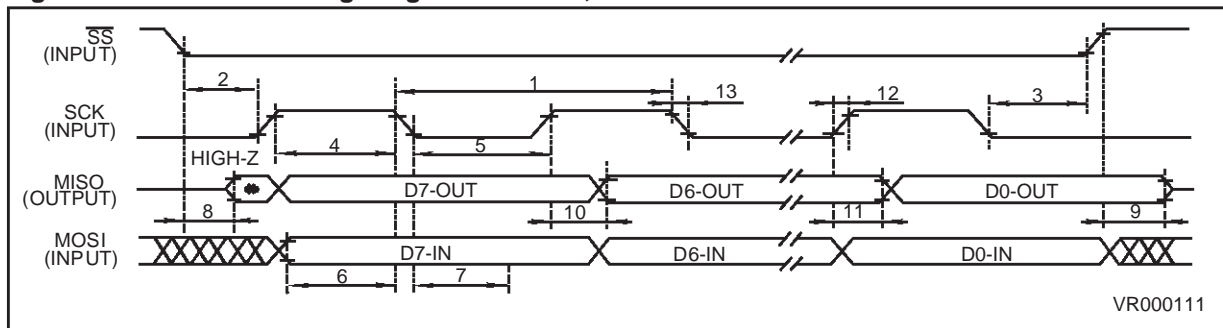 SS
(INPUT)
2
1
13
12
3
SCK
(INPUT)
4
5
HIGH-Z
MISO
(OUTPUT)
D7-OUT
D6-OUT
D0-OUT
8
10
11
9
MOSI
(INPUT)
D7-IN
D6-IN
D0-IN
6
7
VR000111